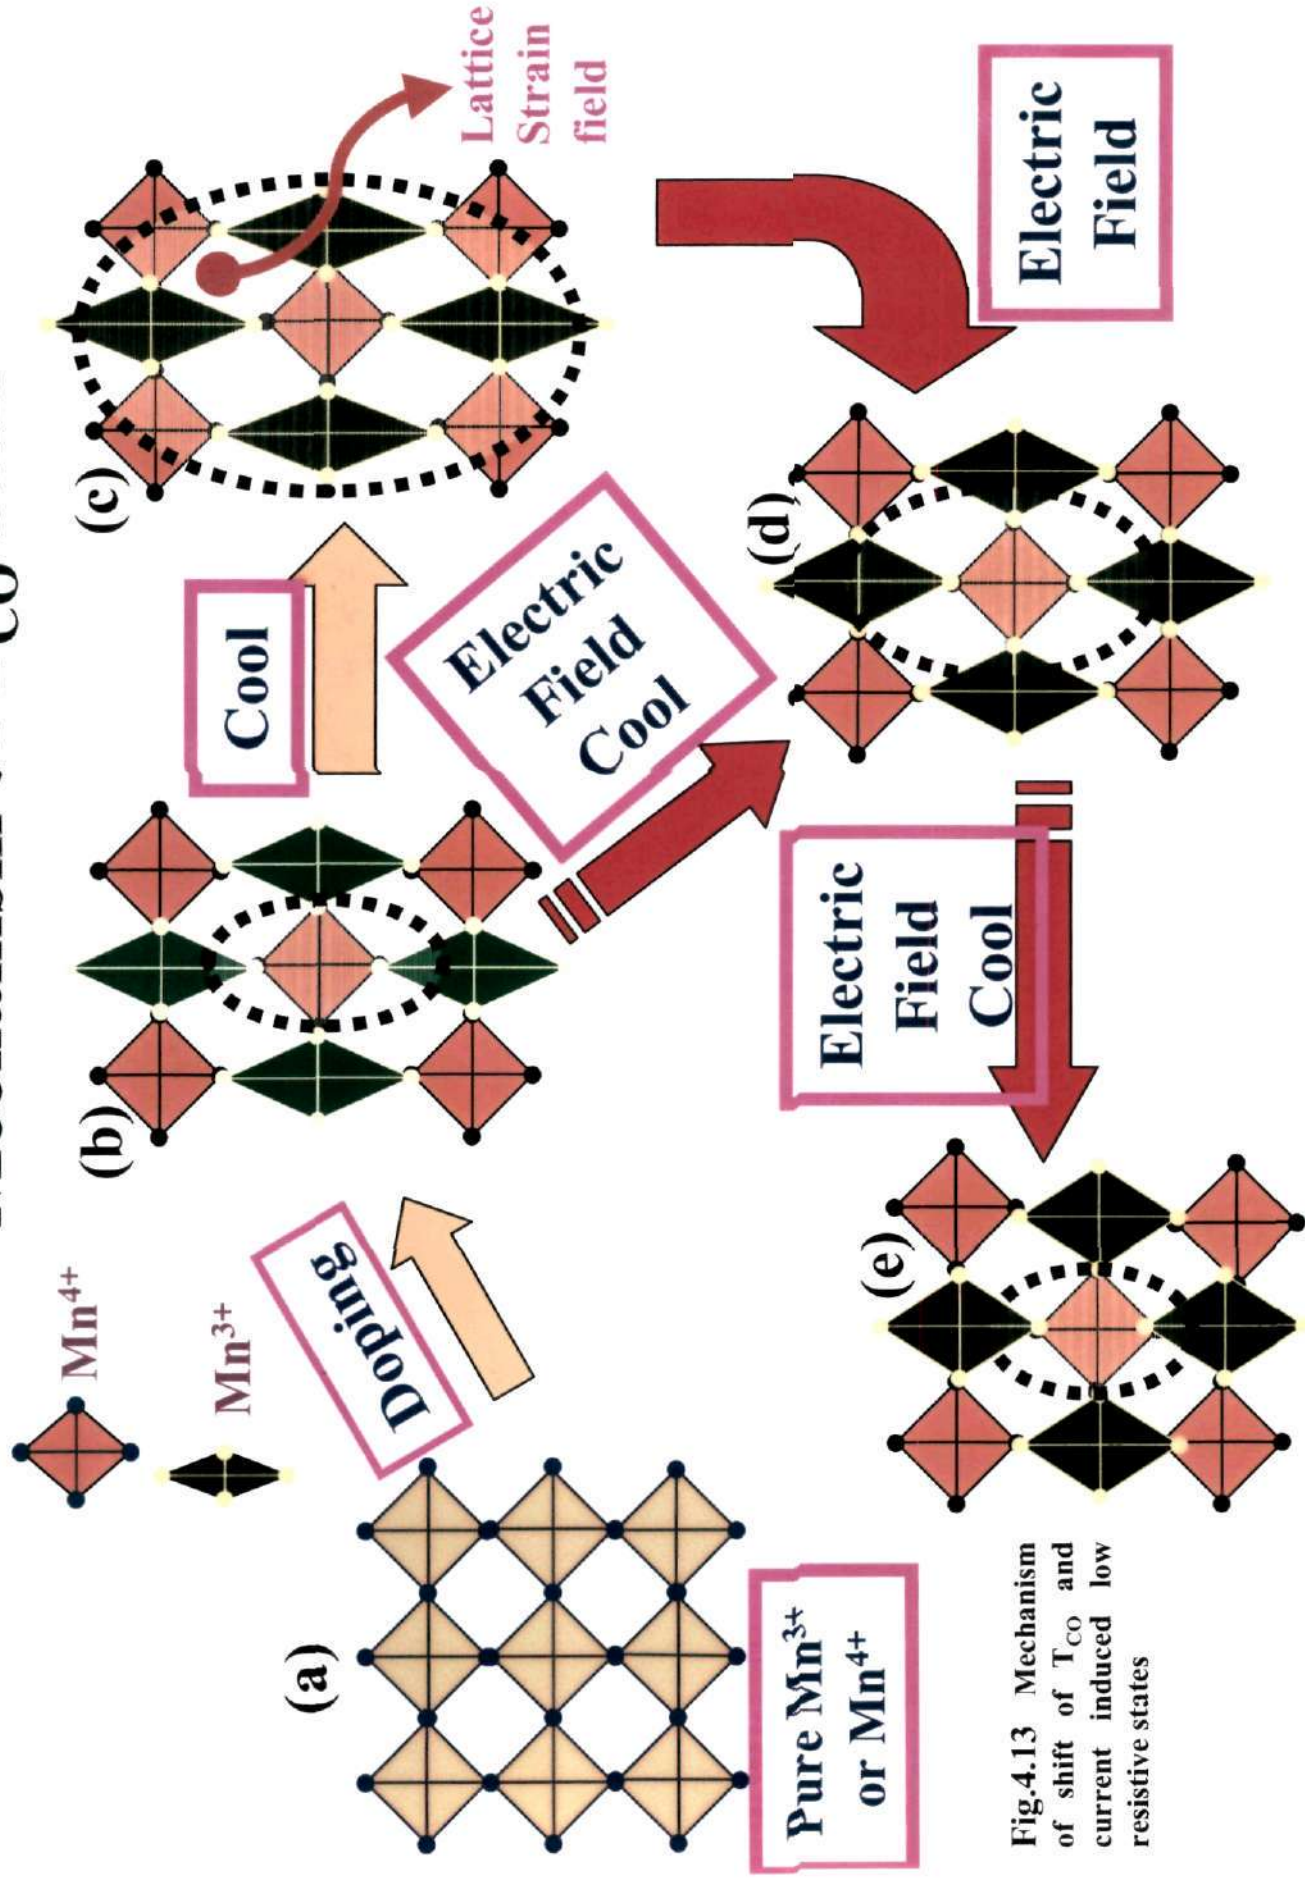 CO
Mn4+
Mn3+
(a)
(b)
(c)
Doping
Cool
Lattice
Strain
field
Electric
Field
Cool
Pure Mn3+
or Mn4+
(e)
Electric
Field
Cool
(d)
Electric
Field
Fig.4.13 Mechanism
of shift of TCO and
current induced low
resistive states